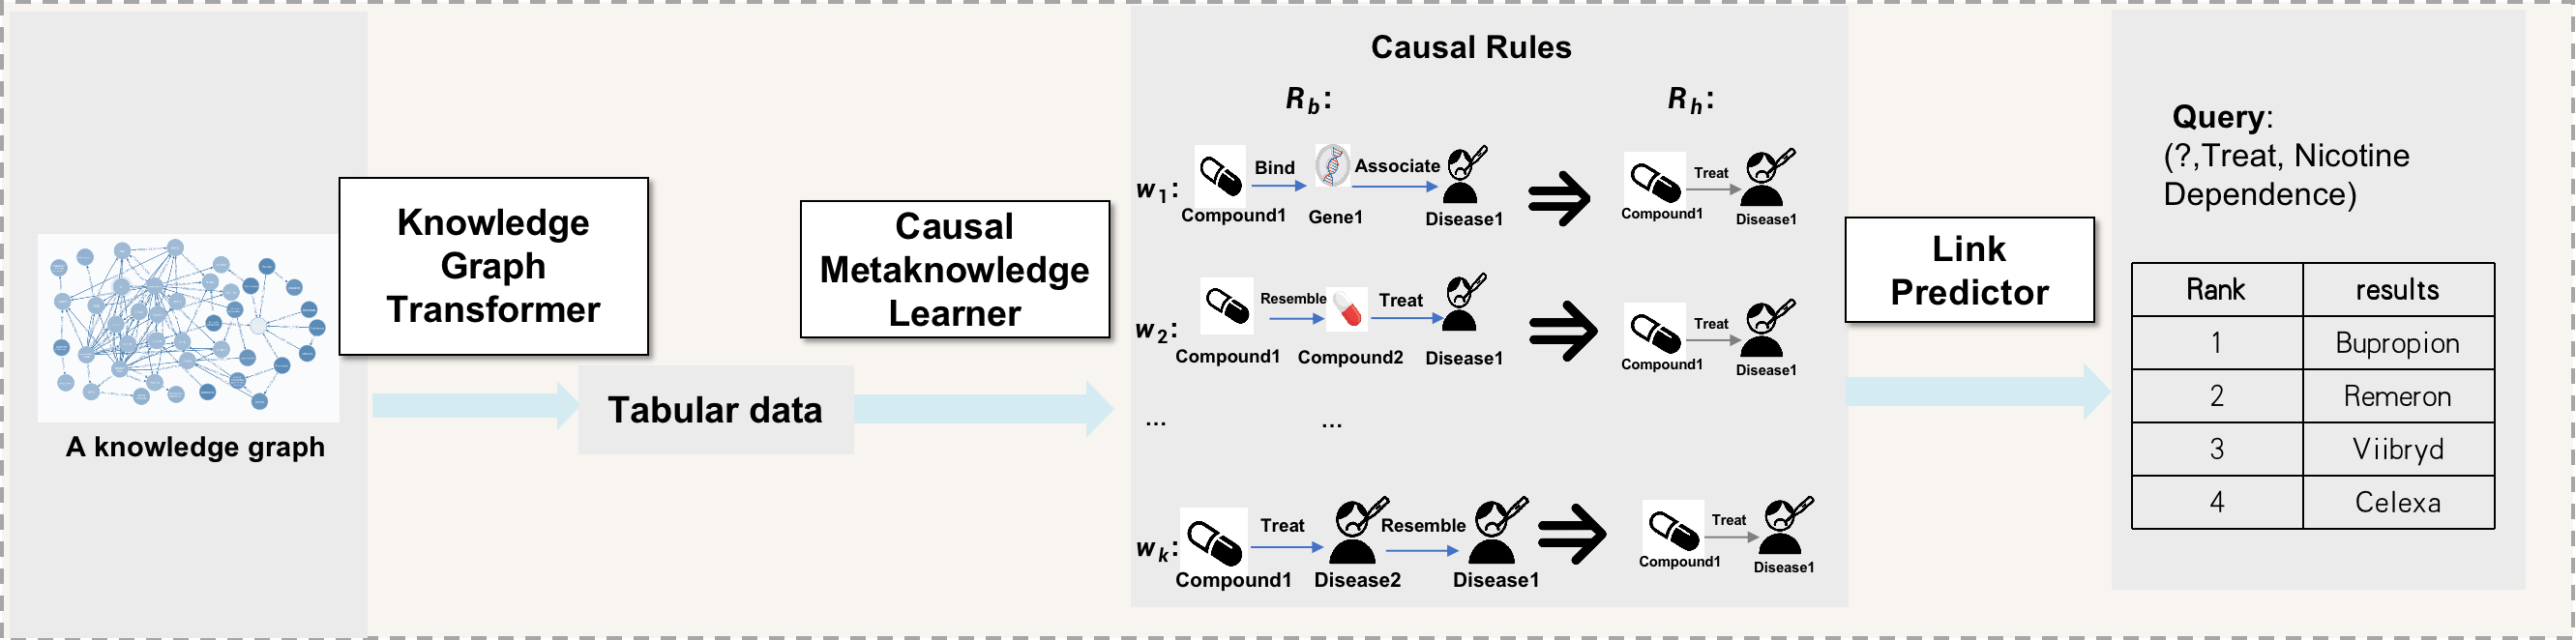 A knowledge graph
Knowledge
Graph
Transformer
Tabular data
Causal
Metaknowledge
Learner
Causal Rules
R_b: R_h:
w_1: Bind Associate Treat
Compound1 Gene1 Disease1 Compound1 Disease1
w_2: Resemble Treat Treat
Compound1 Compound2 Disease1 Compound1 Disease1
... ...
w_k: Treat Resemble Treat
Compound1 Disease2 Disease1 Compound1 Disease1
Link
Predictor
Query:
(?,Treat, Nicotine
Dependence)
Rank results
1 Bupropion
2 Remeron
3 Viibryd
4 Celexa